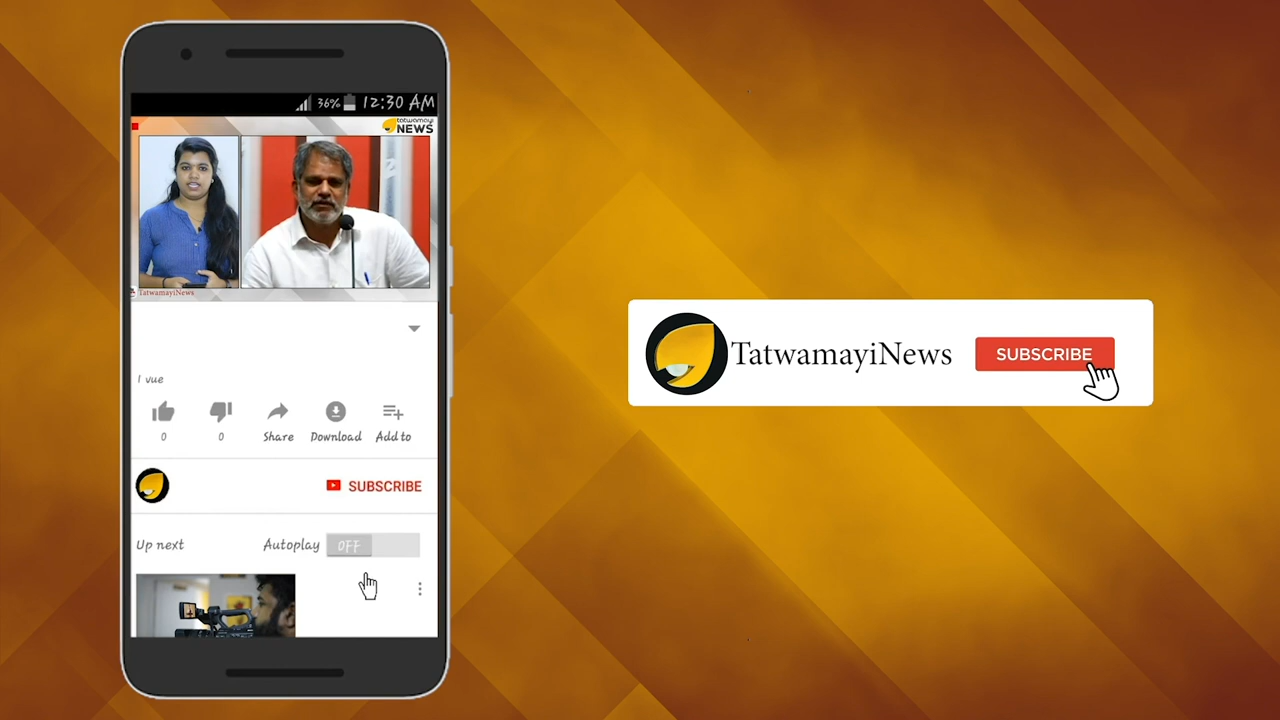 36% 12:30 AM
tatwamayi
NEWS
TatwamayiNews
1 vue
0
0
Share
Download
Add to
SUBSCRIBE
Up next
Autoplay
OFF
TatwamayiNews
SUBSCRIBE